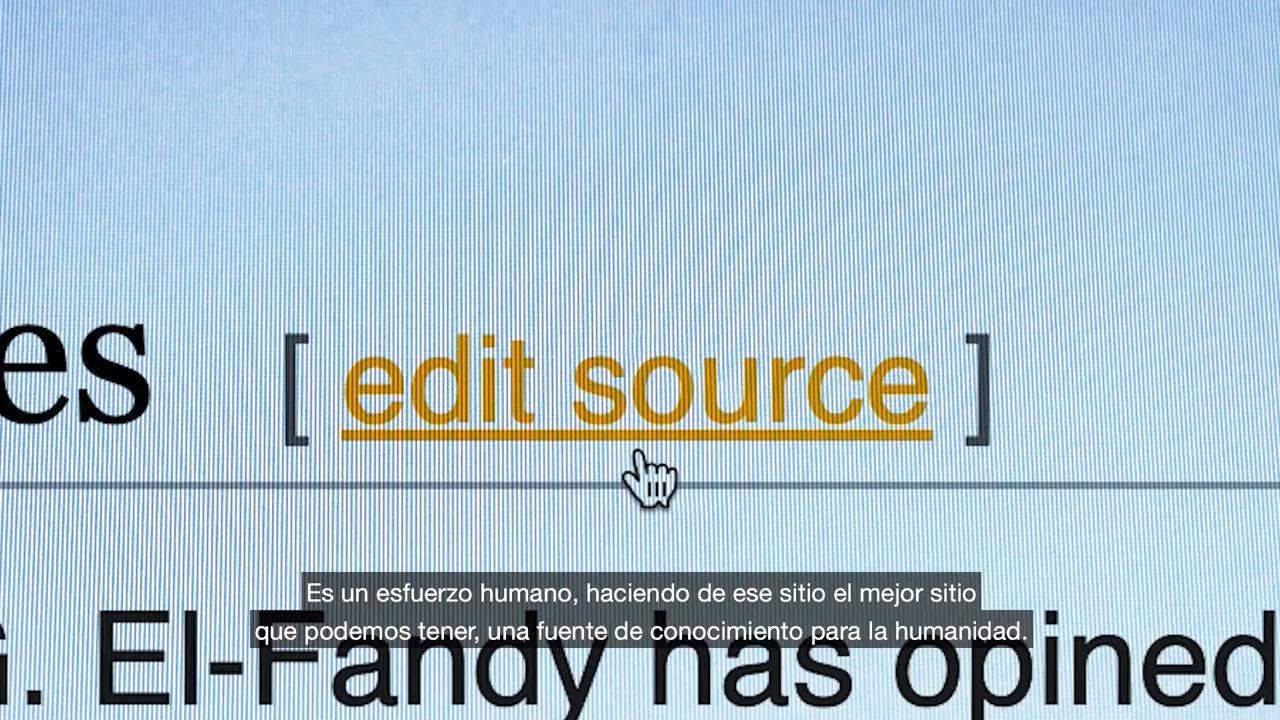 es [ edit source ]
Es un esfuerzo humano, haciendo de ese sitio el mejor sitio
que podemos tener, una fuente de conocimiento para la humanidad.
. El-Fandy has opined